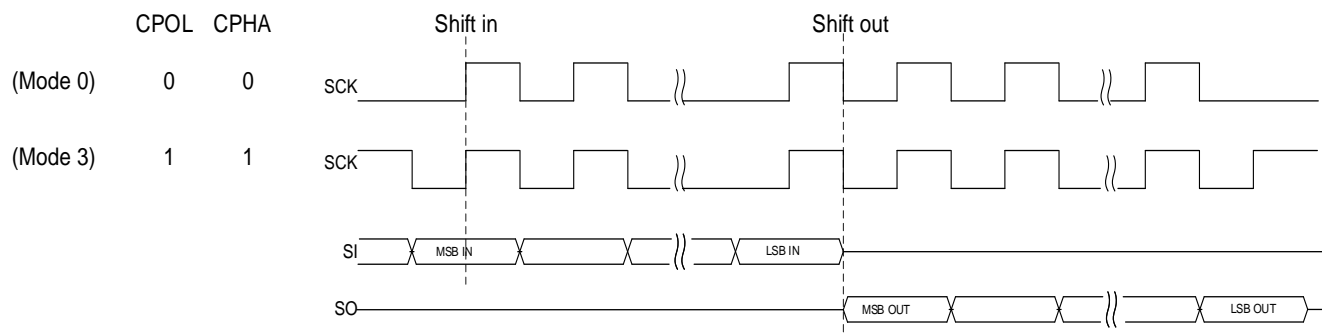 CPOL CPHA Shift in Shift out
(Mode 0) 0 0 SCK
(Mode 3) 1 1 SCK
SI MSB IN LSB IN
SO MSB OUT LSB OUT